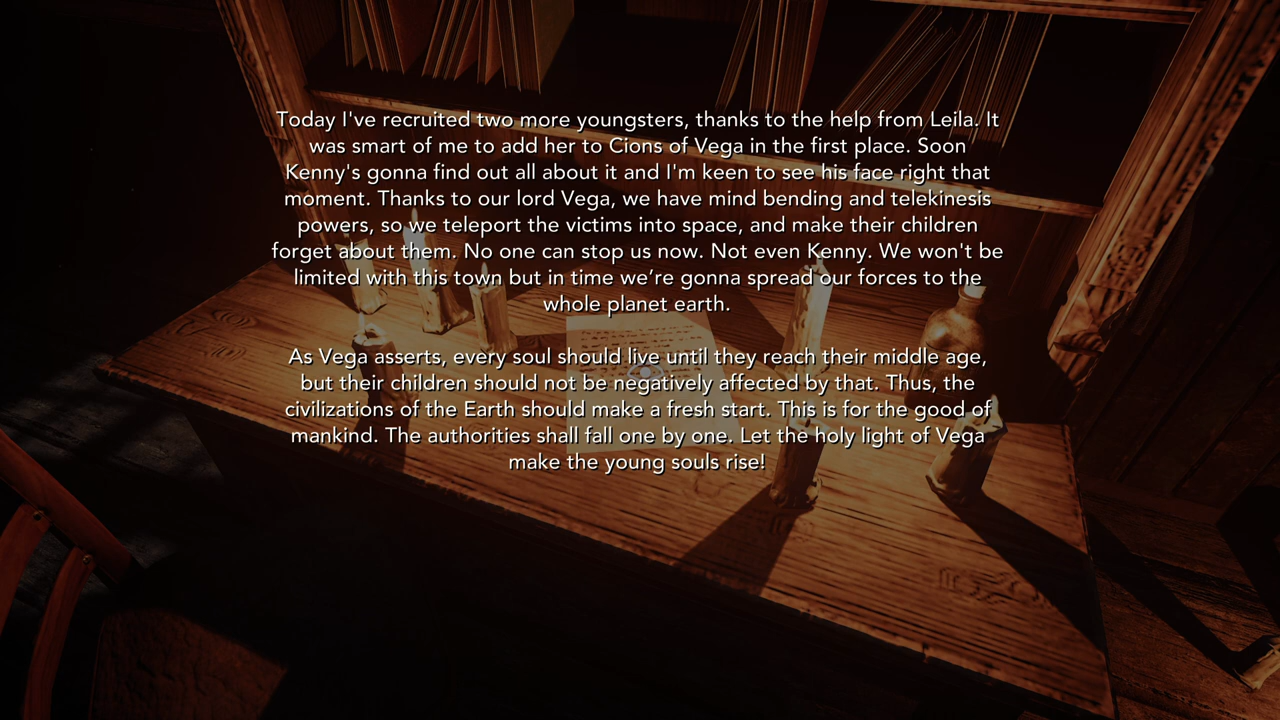 Today I've recruited two more youngsters, thanks to the help from Leila. It
was smart of me to add her to Cions of Vega in the first place. Soon
Kenny's gonna find out all about it and I'm keen to see his face right that
moment. Thanks to our lord Vega, we have mind bending and telekinesis
powers, so we teleport the victims into space, and make their children
forget about them. No one can stop us now. Not even Kenny. We won't be
limited with this town but in time we’re gonna spread our forces to the
whole planet earth.
As Vega asserts, every soul should live until they reach their middle age,
but their children should not be negatively affected by that. Thus, the
civilizations of the Earth should make a fresh start. This is for the good of
mankind. The authorities shall fall one by one. Let the holy light of Vega
make the young souls rise!